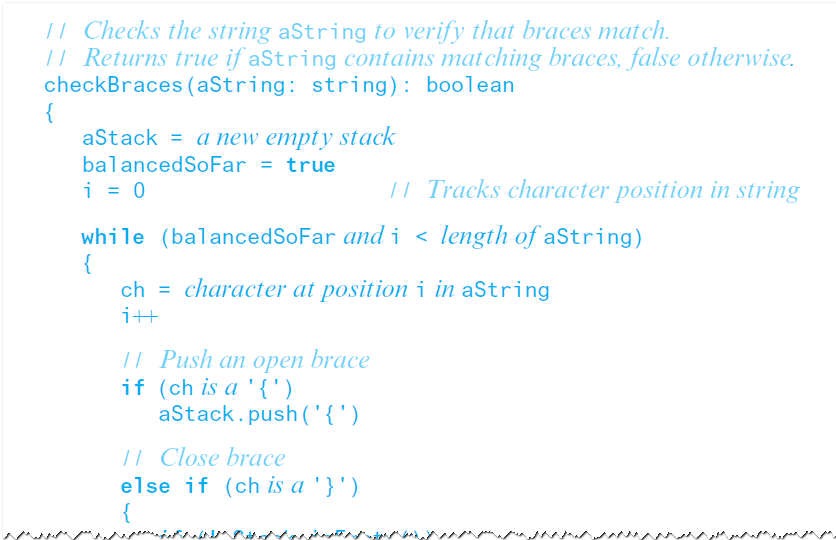 // Checks the string aString to verify that braces match.
// Returns true if aString contains matching braces, false otherwise.
checkBraces(aString: string): boolean
{
aStack = a new empty stack
balancedSoFar = true
i = 0 // Tracks character position in string
while (balancedSoFar and i < length of aString)
{
ch = character at position i in aString
i++
// Push an open brace
if (ch is a '{')
aStack.push('{')
// Close brace
else if (ch is a '}')
{